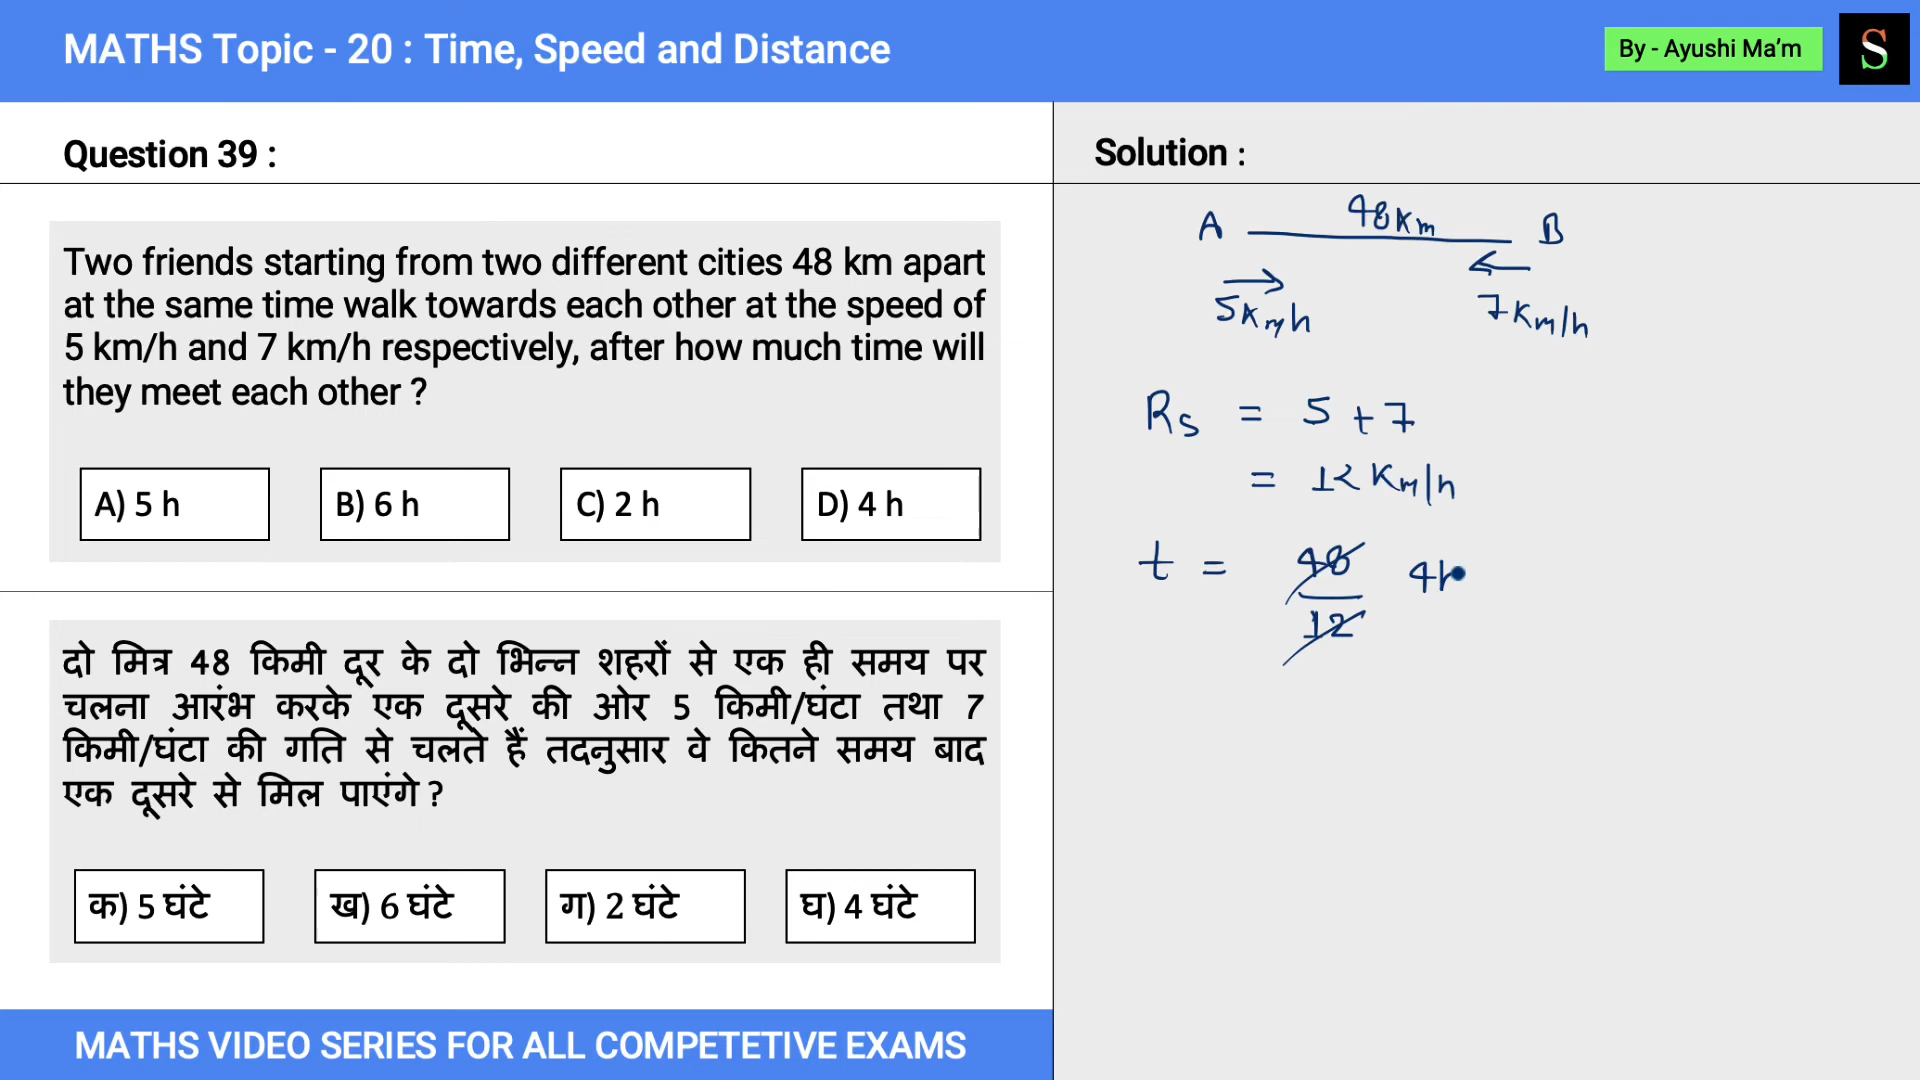 MATHS Topic - 20 : Time, Speed and Distance
By - Ayushi Ma’m
S
Question 39 :
Two friends starting from two different cities 48 km apart
at the same time walk towards each other at the speed of
5 km/h and 7 km/h respectively, after how much time will
they meet each other ?
A) 5 h
B) 6 h
C) 2 h
D) 4 h
दो मित्र 48 किमी दूर के दो भिन्न शहरों से एक ही समय पर
चलना आरंभ करके एक दूसरे की ओर 5 किमी/घंटा तथा 7
किमी/घंटा की गति से चलते हैं तदनुसार वे कितने समय बाद
एक दूसरे से मिल पाएंगे ?
क) 5 घंटे
ख) 6 घंटे
ग) 2 घंटे
घ) 4 घंटे
MATHS VIDEO SERIES FOR ALL COMPETETIVE EXAMS
Solution :
A 48Km B
5Kmh 7Km/h
Rs = 5 + 7
= 12 Km/h
t = 48 4h
12